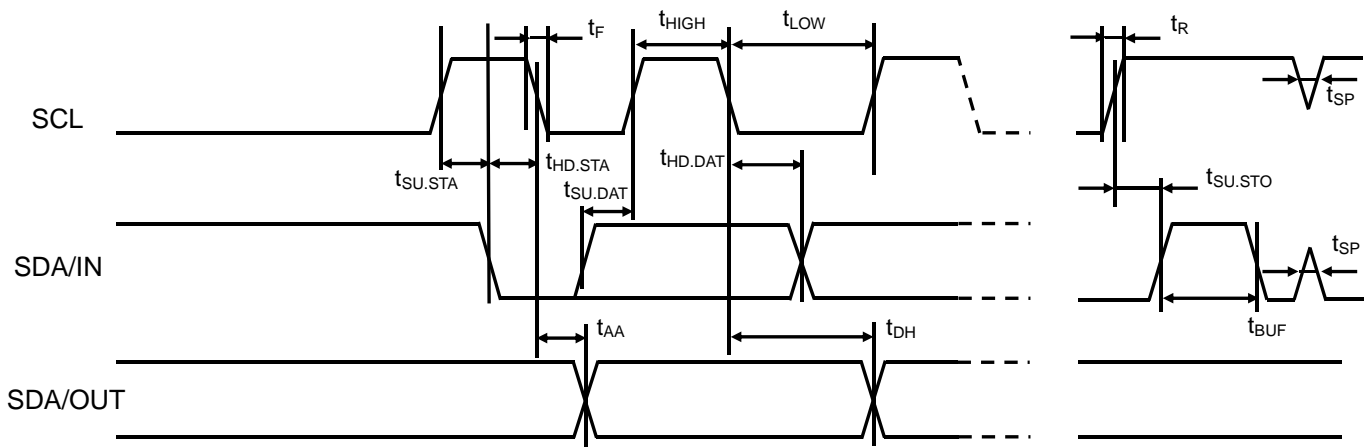 tF
tHIGH
tLOW
tR
SCL
tSP
tSU.STA
tHD.STA
tSU.DAT
tHD.DAT
tSU.STO
SDA/IN
tSP
tAA
tDH
tBUF
SDA/OUT